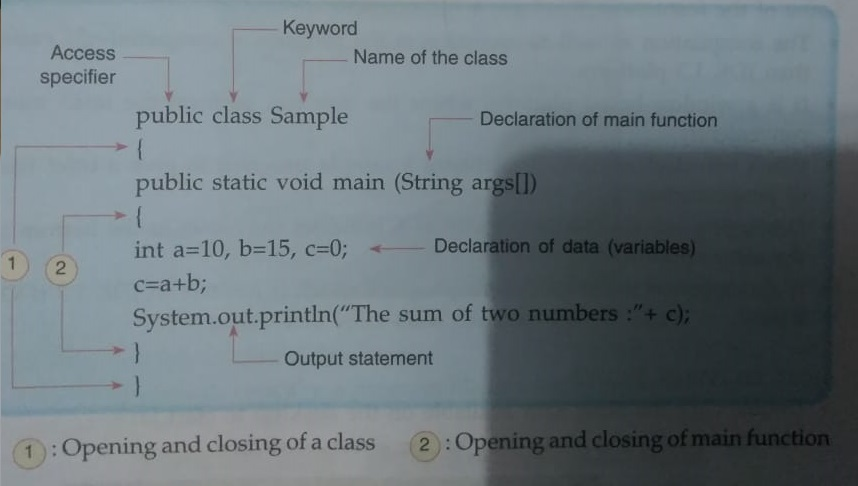 Keyword
Access
specifier
Name of the class
public class Sample
Declaration of main function
{
public static void main (String args[])
{
int a=10, b=15, c=0;
Declaration of data (variables)
1
2
c=a+b;
System.out.println(“The sum of two numbers :”+ c);
}
Output statement
}
1 : Opening and closing of a class
2 : Opening and closing of main function